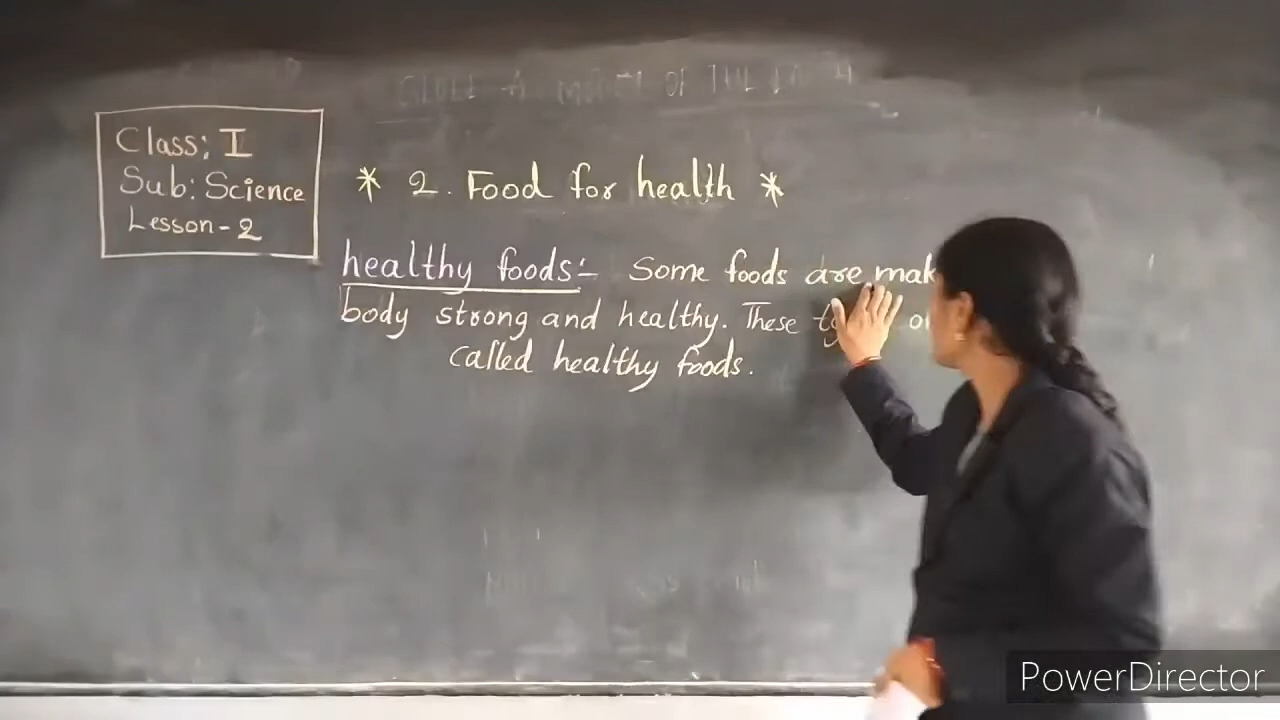 Class: I
Sub: Science
Lesson-2
* 2. Food for health *
healthy foods:- Some foods are
body strong and healthy. These
called healthy foods.
PowerDirector